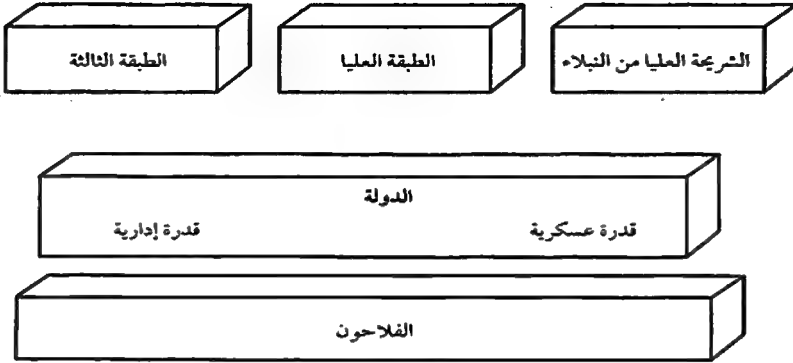 الشريحة العليا من النبلاء
الطبقة العليا
الطبقة الثالثة
الدولة
قدرة عسكرية
قدرة إدارية
الفلاحون